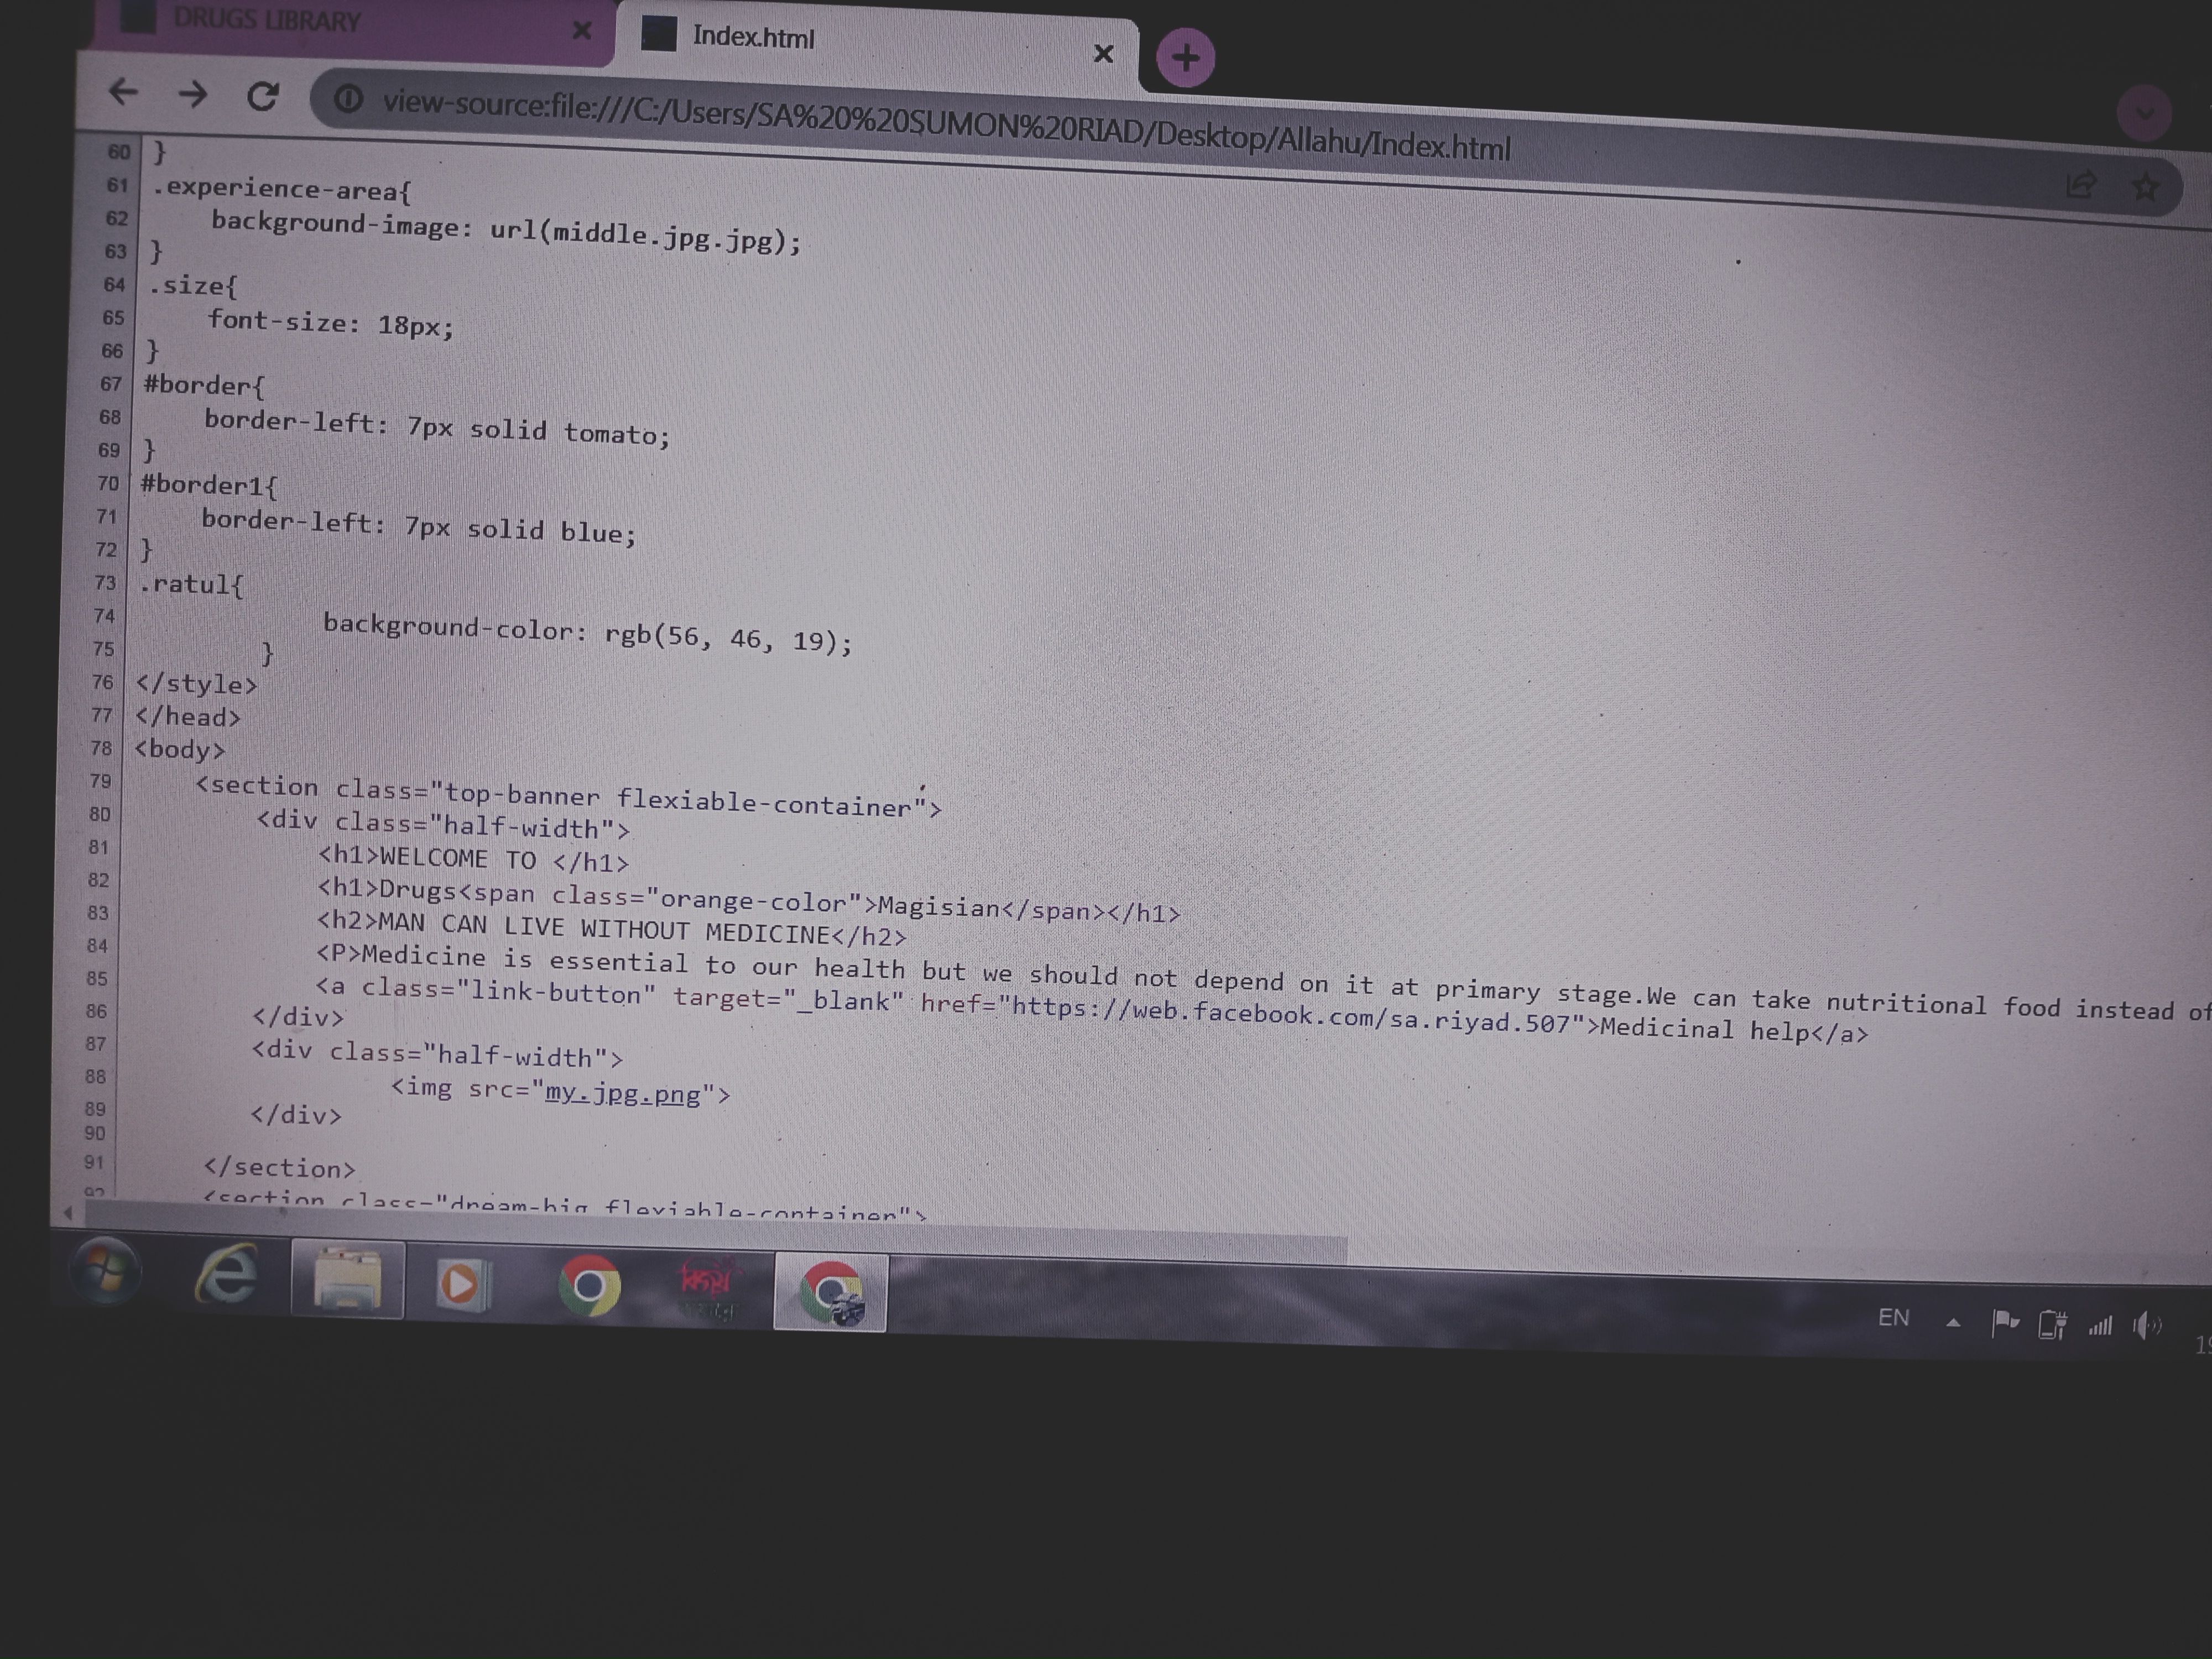 DRUGS LIBRARY
Index.html
view-source:file:///C:/Users/SA%20%20SUMON%20RIAD/Desktop/Allahu/Index.html
60 }
61 .experience-area{
62 background-image: url(middle.jpg.jpg);
63 }
64 .size{
65 font-size: 18px;
66 }
67 #border{
68 border-left: 7px solid tomato;
69 }
70 #border1{
71 border-left: 7px solid blue;
72 }
73 .ratul{
74 background-color: rgb(56, 46, 19);
75 }
76 </style>
77 </head>
78 <body>
79 <section class="top-banner flexiable-container">
80 <div class="half-width">
81 <h1>WELCOME TO </h1>
82 <h1>Drugs<span class="orange-color">Magisian</span></h1>
83 <h2>MAN CAN LIVE WITHOUT MEDICINE</h2>
84 <P>Medicine is essential to our health but we should not depend on it at primary stage.We can take nutritional food instead of
85 <a class="link-button" target="_blank" href="https://web.facebook.com/sa.riyad.507">Medicinal help</a>
86 </div>
87 <div class="half-width">
88 <img src="my.jpg.png">
89 </div>
90
91 </section>
92 <section class="dream-big flexiable-container">
EN